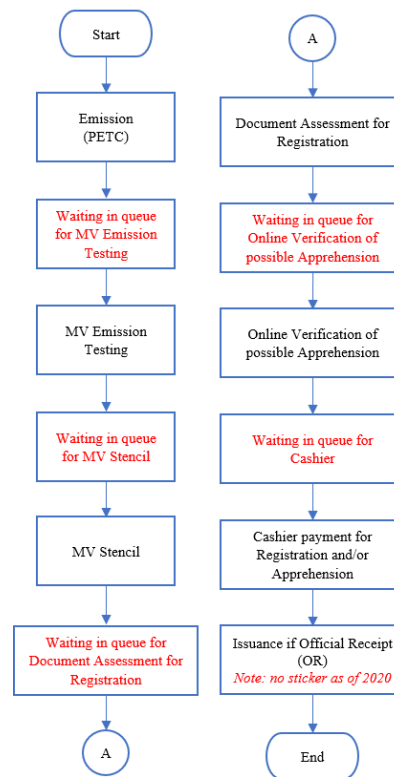 Start
Emission
(PETC)
Waiting in queue
for MV Emission
Testing
MV Emission
Testing
Waiting in queue
for MV Stencil
MV Stencil
Waiting in queue for
Document Assessment for
Registration
A
A
Document Assessment for
Registration
Waiting in queue for
Online Verification of
possible Apprehension
Online Verification of
possible Apprehension
Waiting in queue for
Cashier
Cashier payment for
Registration and/or
Apprehension
Issuance if Official Receipt
(OR)
Note: no sticker as of 2020
End